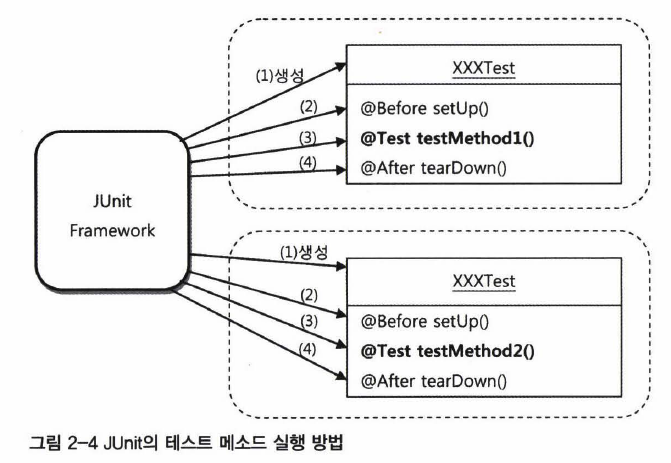 (1)생성
XXXTest
(2)
@Before setUp()
(3)
@Test testMethod1()
(4)
@After tearDown()
JUnit
Framework
(1)생성
XXXTest
(2)
@Before setUp()
(3)
@Test testMethod2()
(4)
@After tearDown()
그림 2-4 JUnit의 테스트 메소드 실행 방법